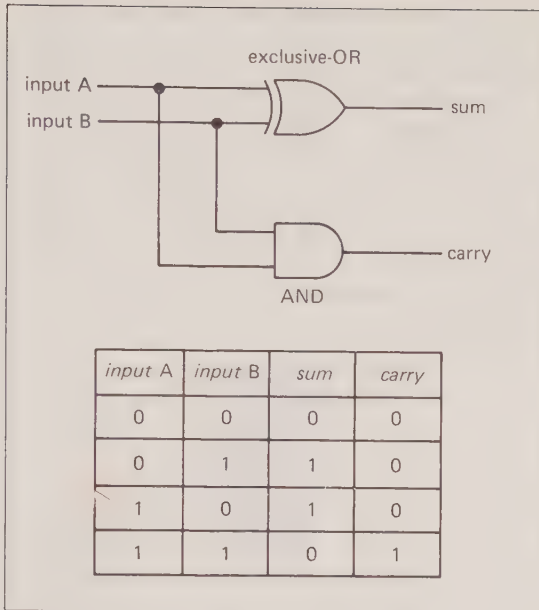 exclusive-OR
input A
sum
input B
carry
AND
input A input B sum carry
0 0 0 0
0 1 1 0
1 0 1 0
1 1 0 1